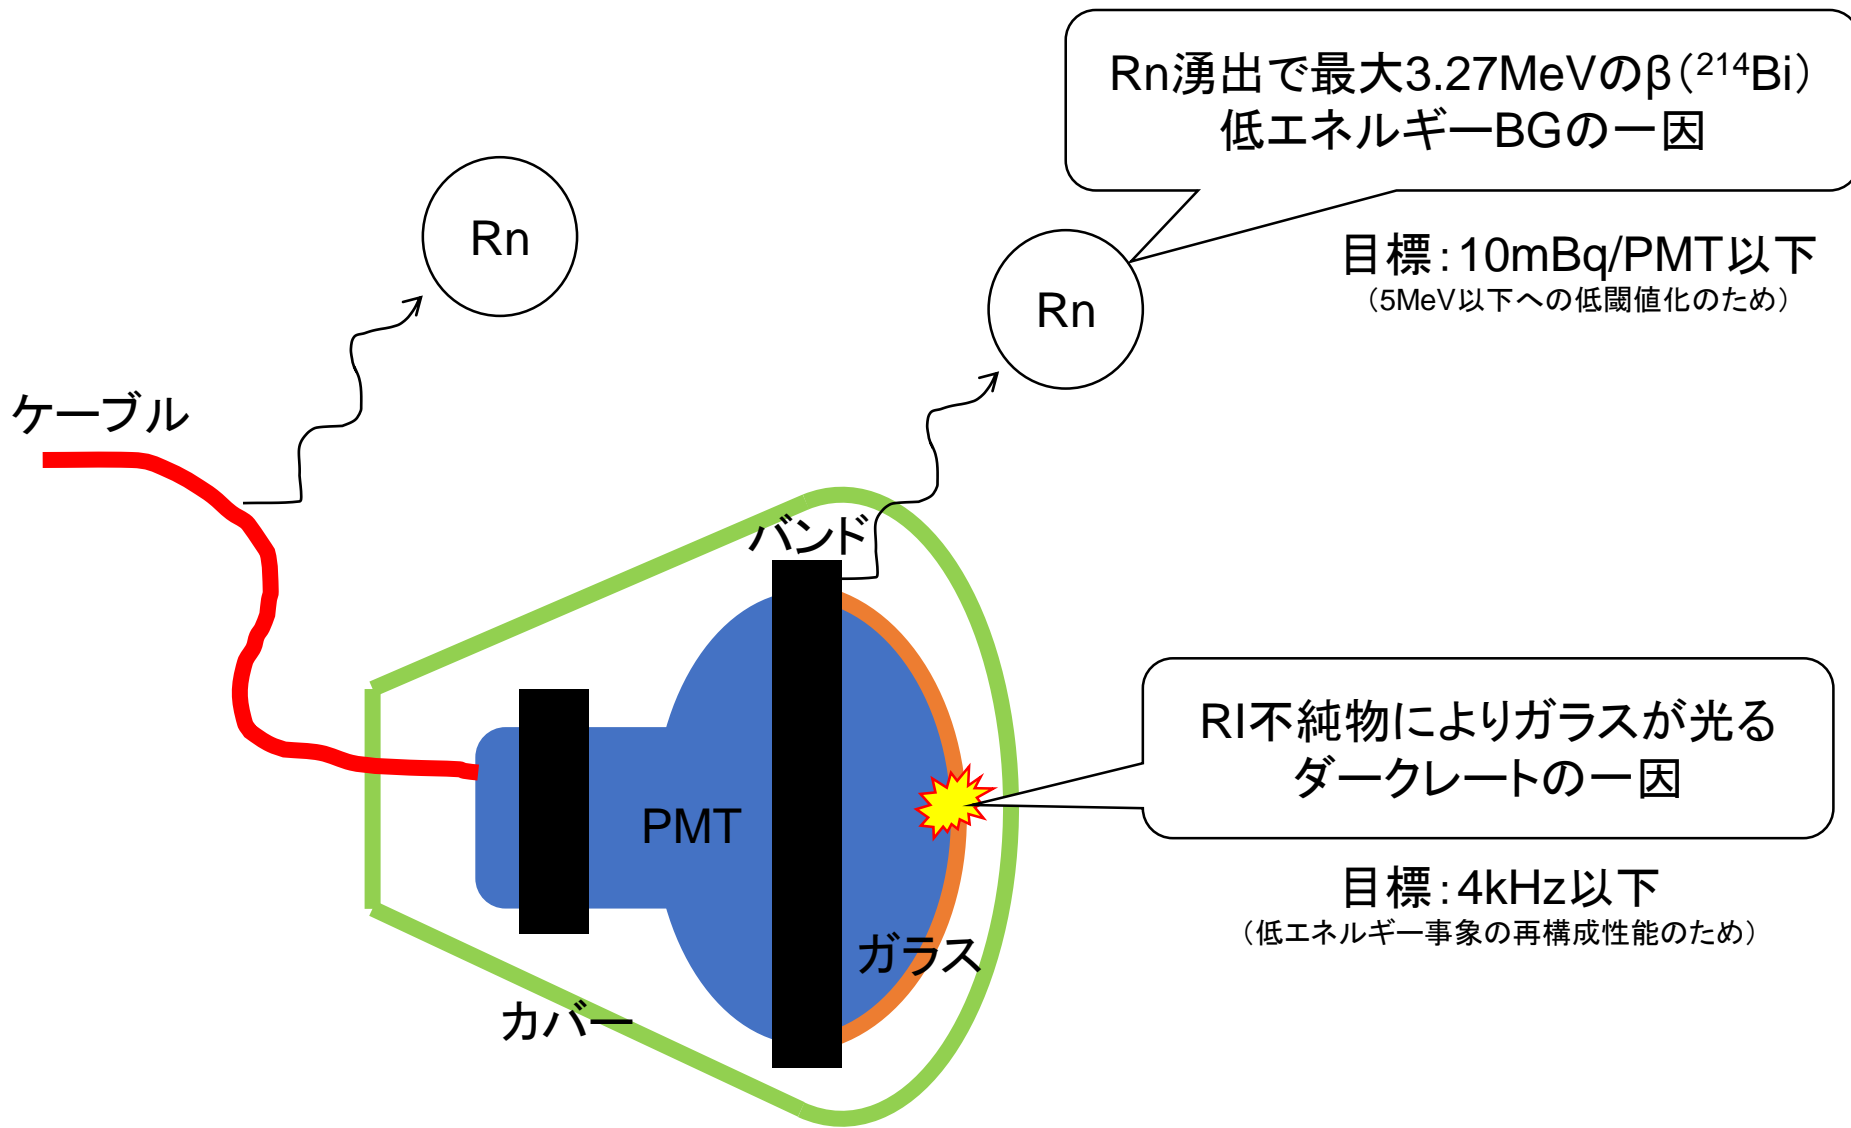 Rn湧出で最大3.27MeVのβ(²¹⁴Bi)
低エネルギーBGの一因
Rn
Rn
目標:10mBq/PMT以下
(5MeV以下への低閾値化のため)
ケーブル
バンド
RI不純物によりガラスが光る
ダークレートの一因
PMT
目標:4kHz以下
(低エネルギー事象の再構成性能のため)
ガラス
カバー